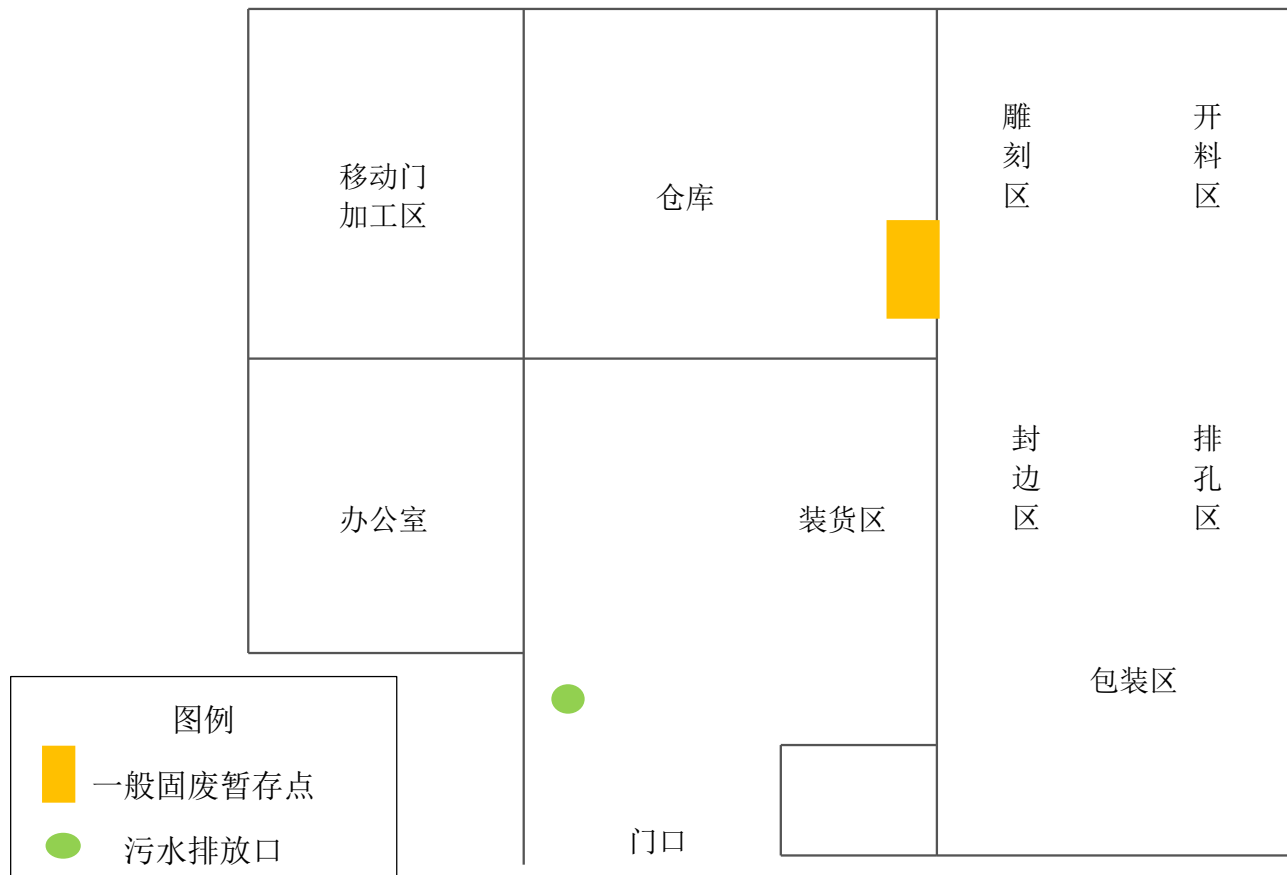 移动门
加工区
仓库
雕刻区
开料区
办公室
装货区
封边区
排孔区
包装区
门口
图例
一般固废暂存点
污水排放口